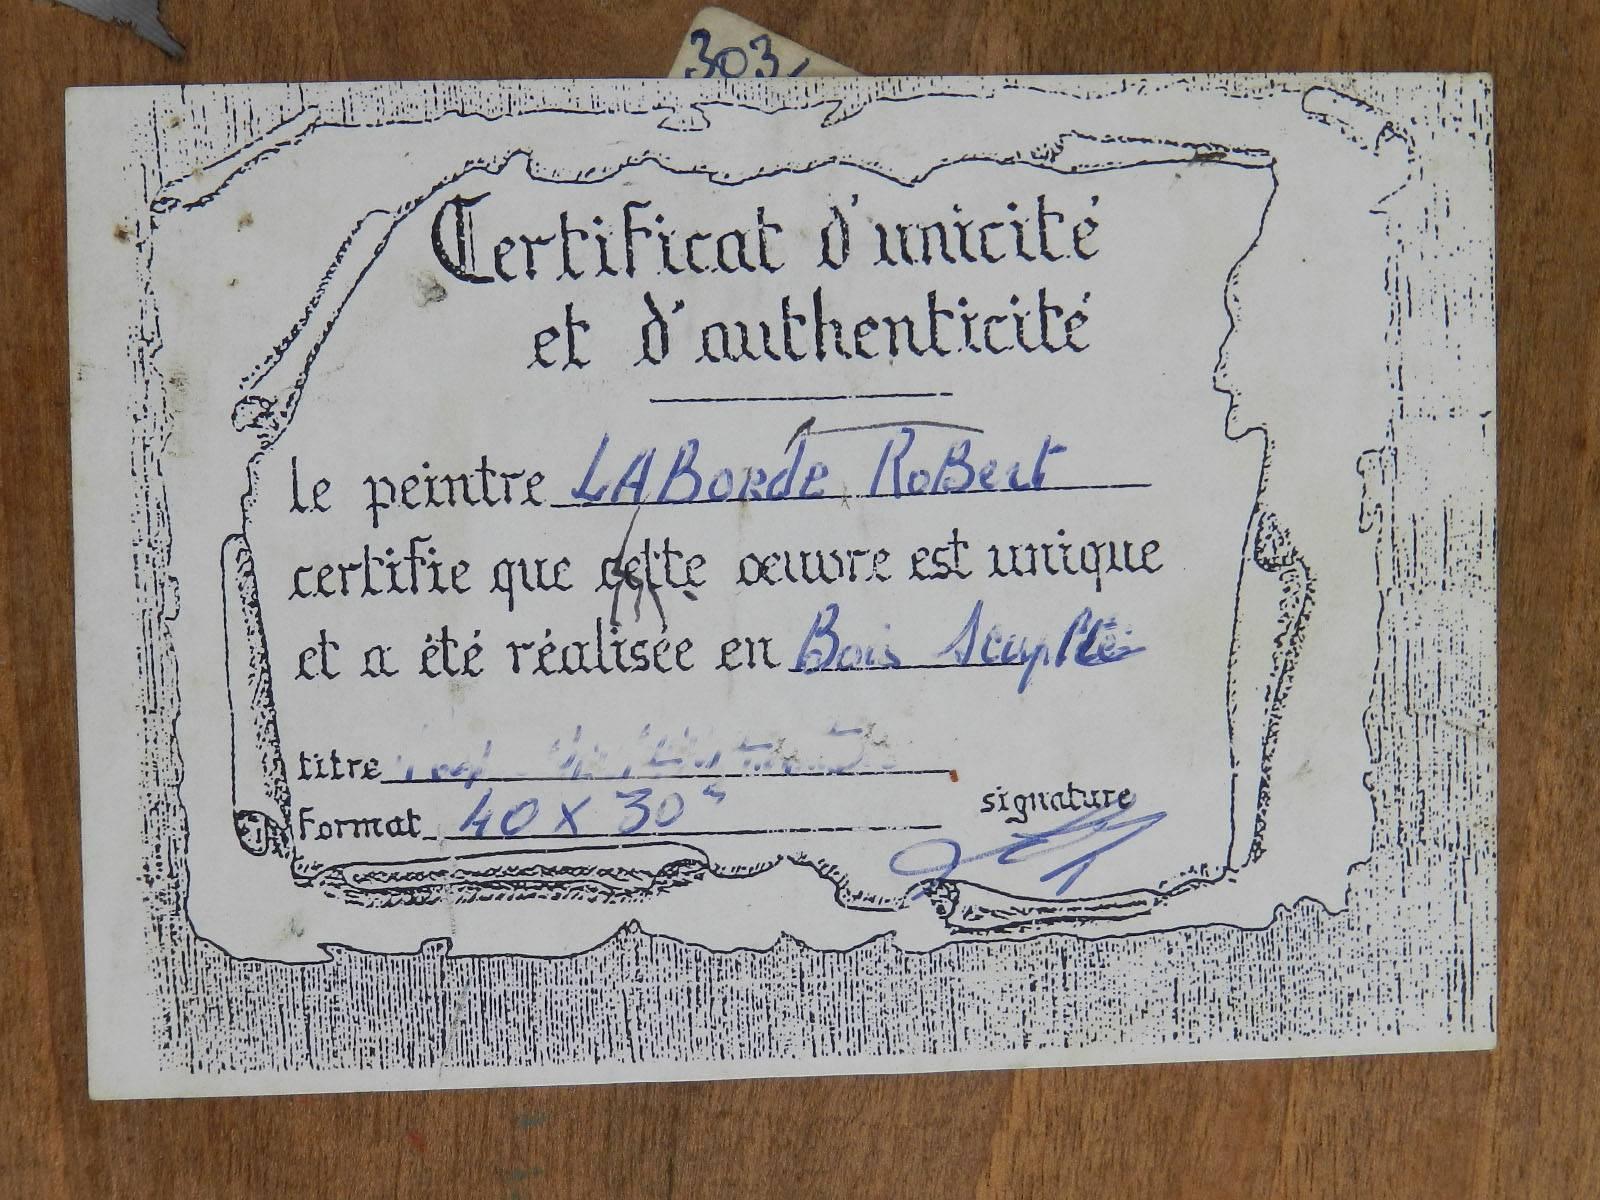 303
Certificat d'unicité
et d'authenticité
le peintre LABorde RoBert
certifie que cette oeuvre est unique
et a été réalisée en Bois Sculpté
titre
format 40 x 30
signature